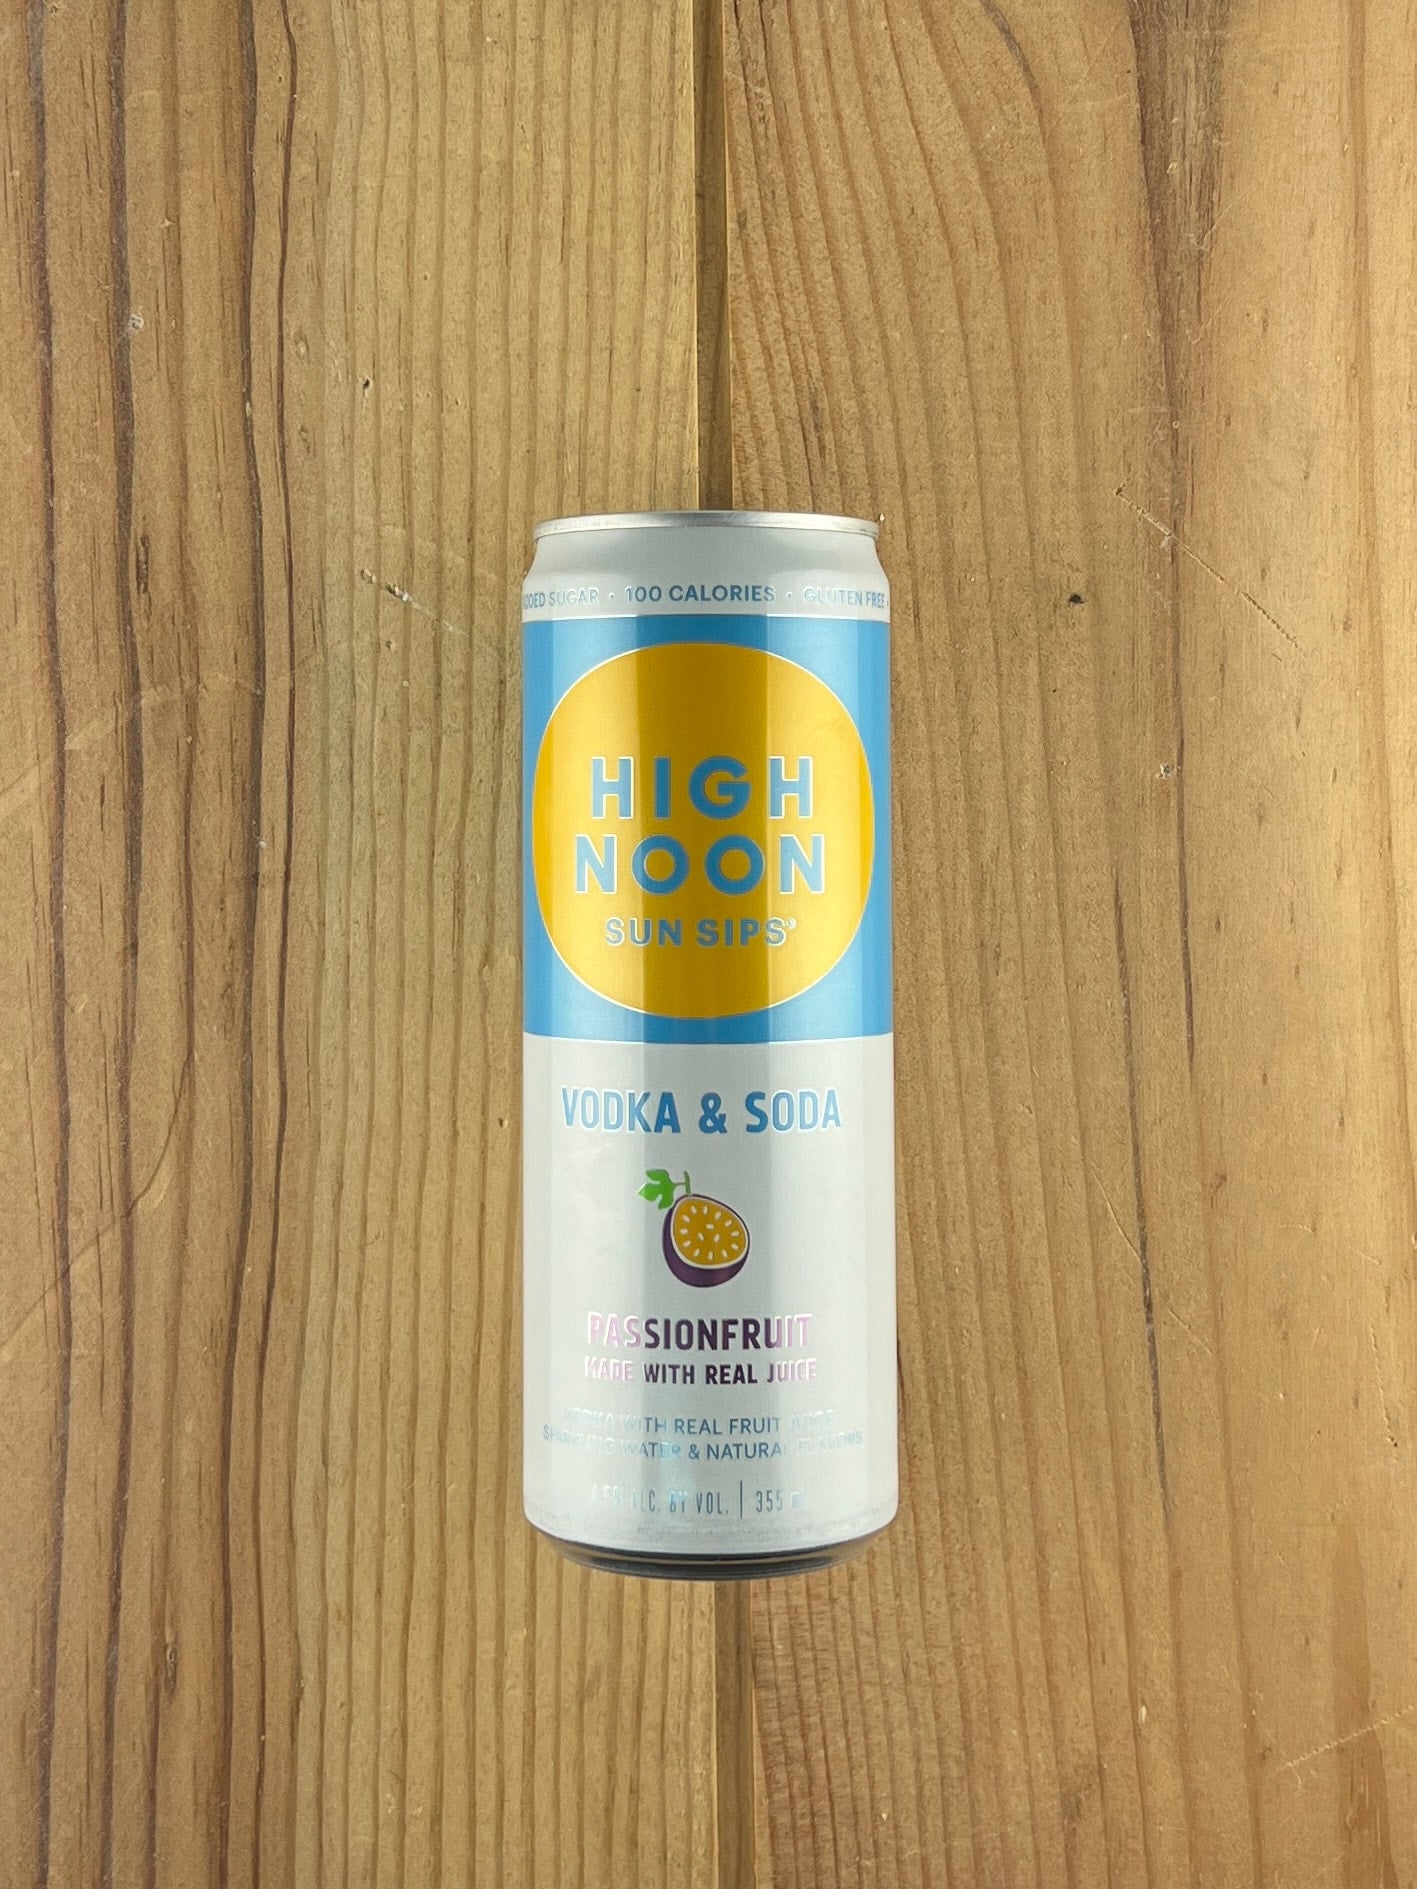 ADDED SUGAR · 100 CALORIES · GLUTEN FREE
HIGH
NOON
SUN SIPS
VODKA & SODA
PASSIONFRUIT
MADE WITH REAL JUICE
VODKA WITH REAL FRUIT JUICE,
SPARKLING WATER & NATURAL FLAVORS
ALC. BY VOL. | 355